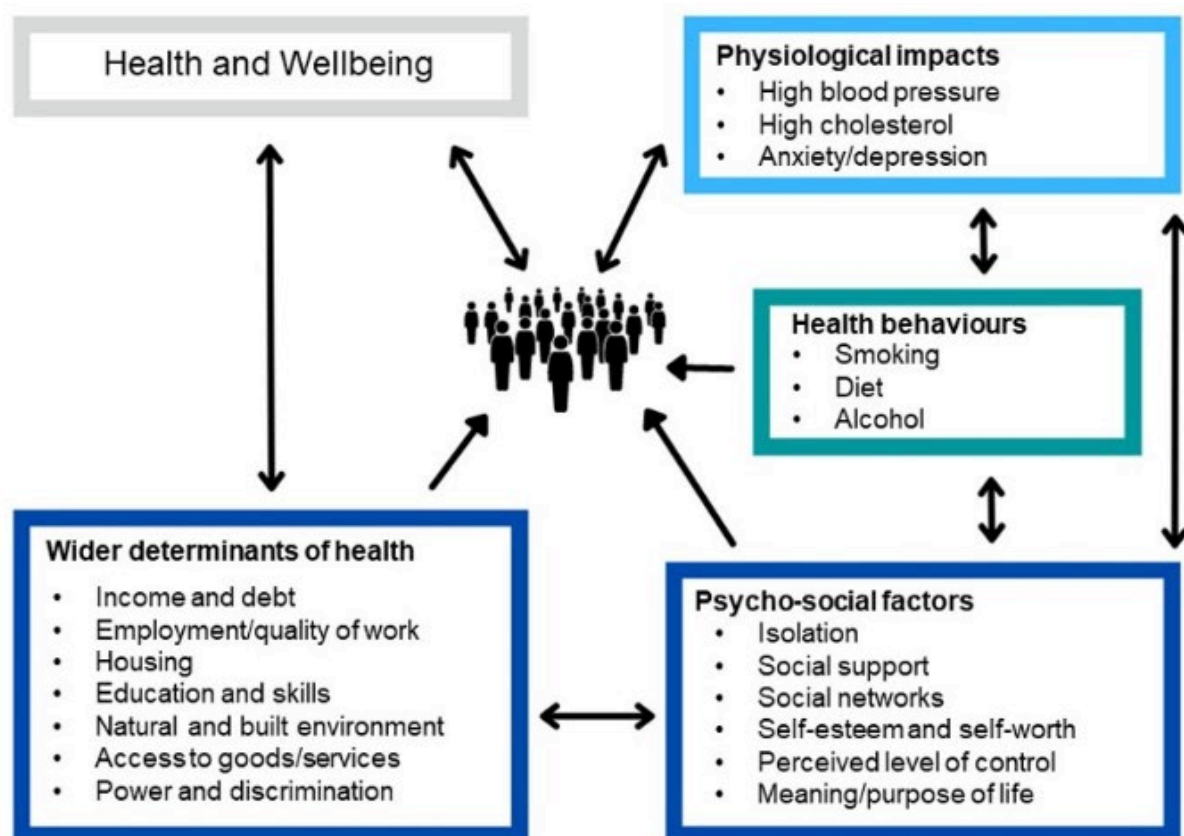 Health and Wellbeing
Physiological impacts
• High blood pressure
• High cholesterol
• Anxiety/depression
Health behaviours
• Smoking
• Diet
• Alcohol
Wider determinants of health
• Income and debt
• Employment/quality of work
• Housing
• Education and skills
• Natural and built environment
• Access to goods/services
• Power and discrimination
Psycho-social factors
• Isolation
• Social support
• Social networks
• Self-esteem and self-worth
• Perceived level of control
• Meaning/purpose of life